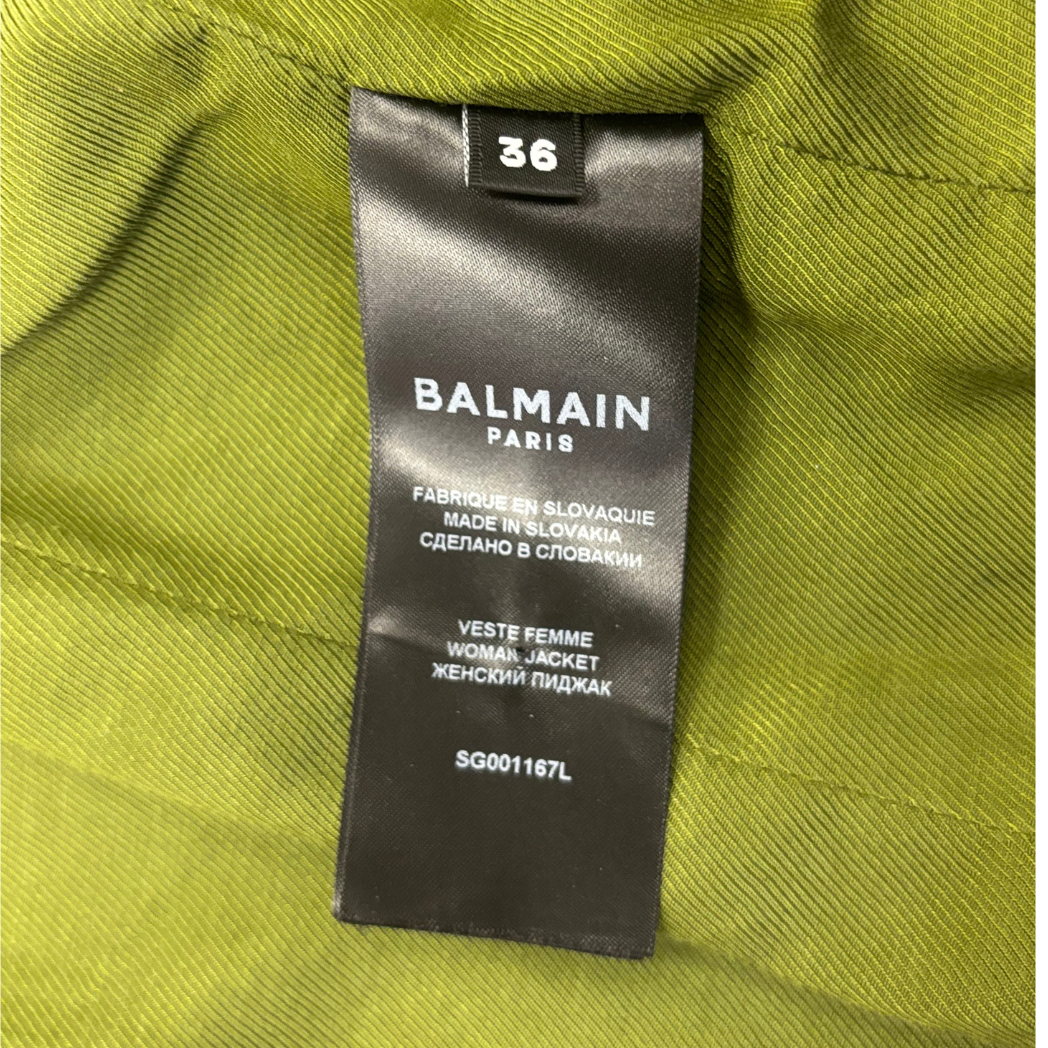 36
BALMAIN
PARIS
FABRIQUE EN SLOVAQUIE
MADE IN SLOVAKIA
СДЕЛАНО В СЛОВАКИИ
VESTE FEMME
WOMAN JACKET
ЖЕНСКИЙ ПИДЖАК
SG001167L